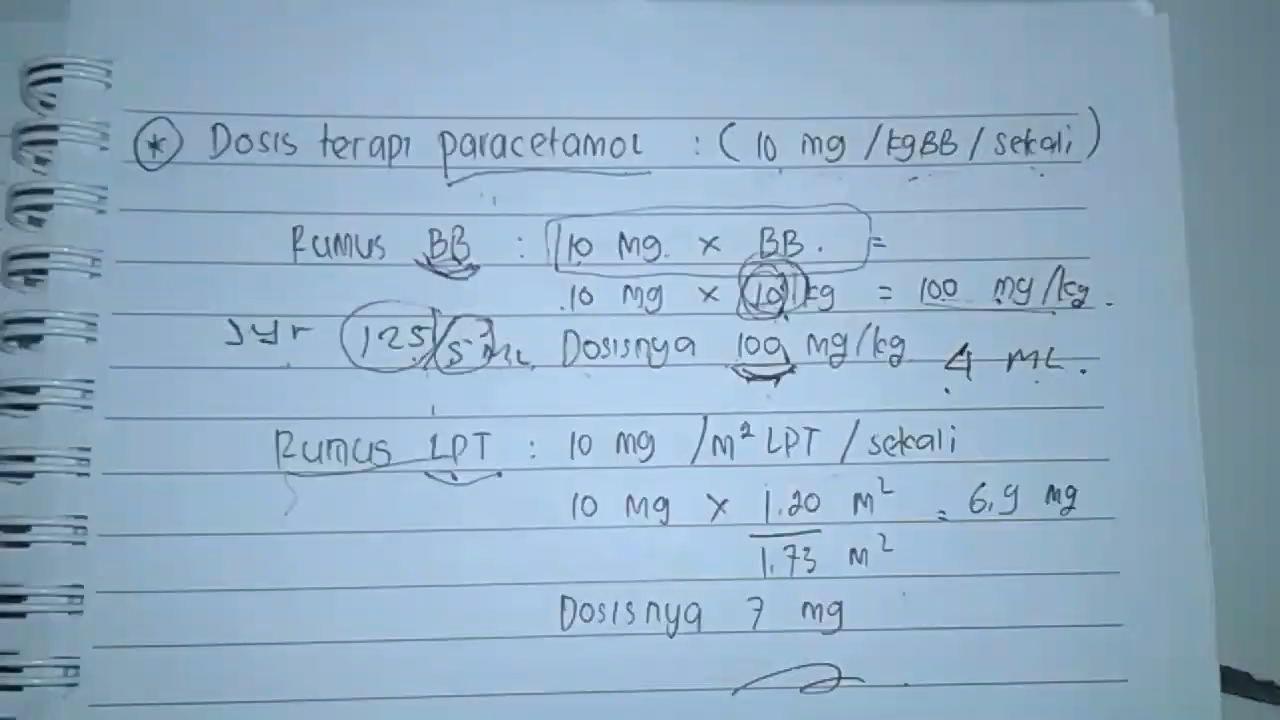 * Dosis terapi paracetamol : (10 mg /kgBB / sekali)
Rumus BB : 10 Mg. x BB. =
10 mg x 10 kg = 100 mg/kg.
Syr 125/5 ML Dosisnya 100 mg/kg 4 ML.
Rumus LPT : 10 mg /m² LPT / sekali
10 Mg x 1.20 m² = 6,9 mg
1.73 m²
Dosisnya 7 mg